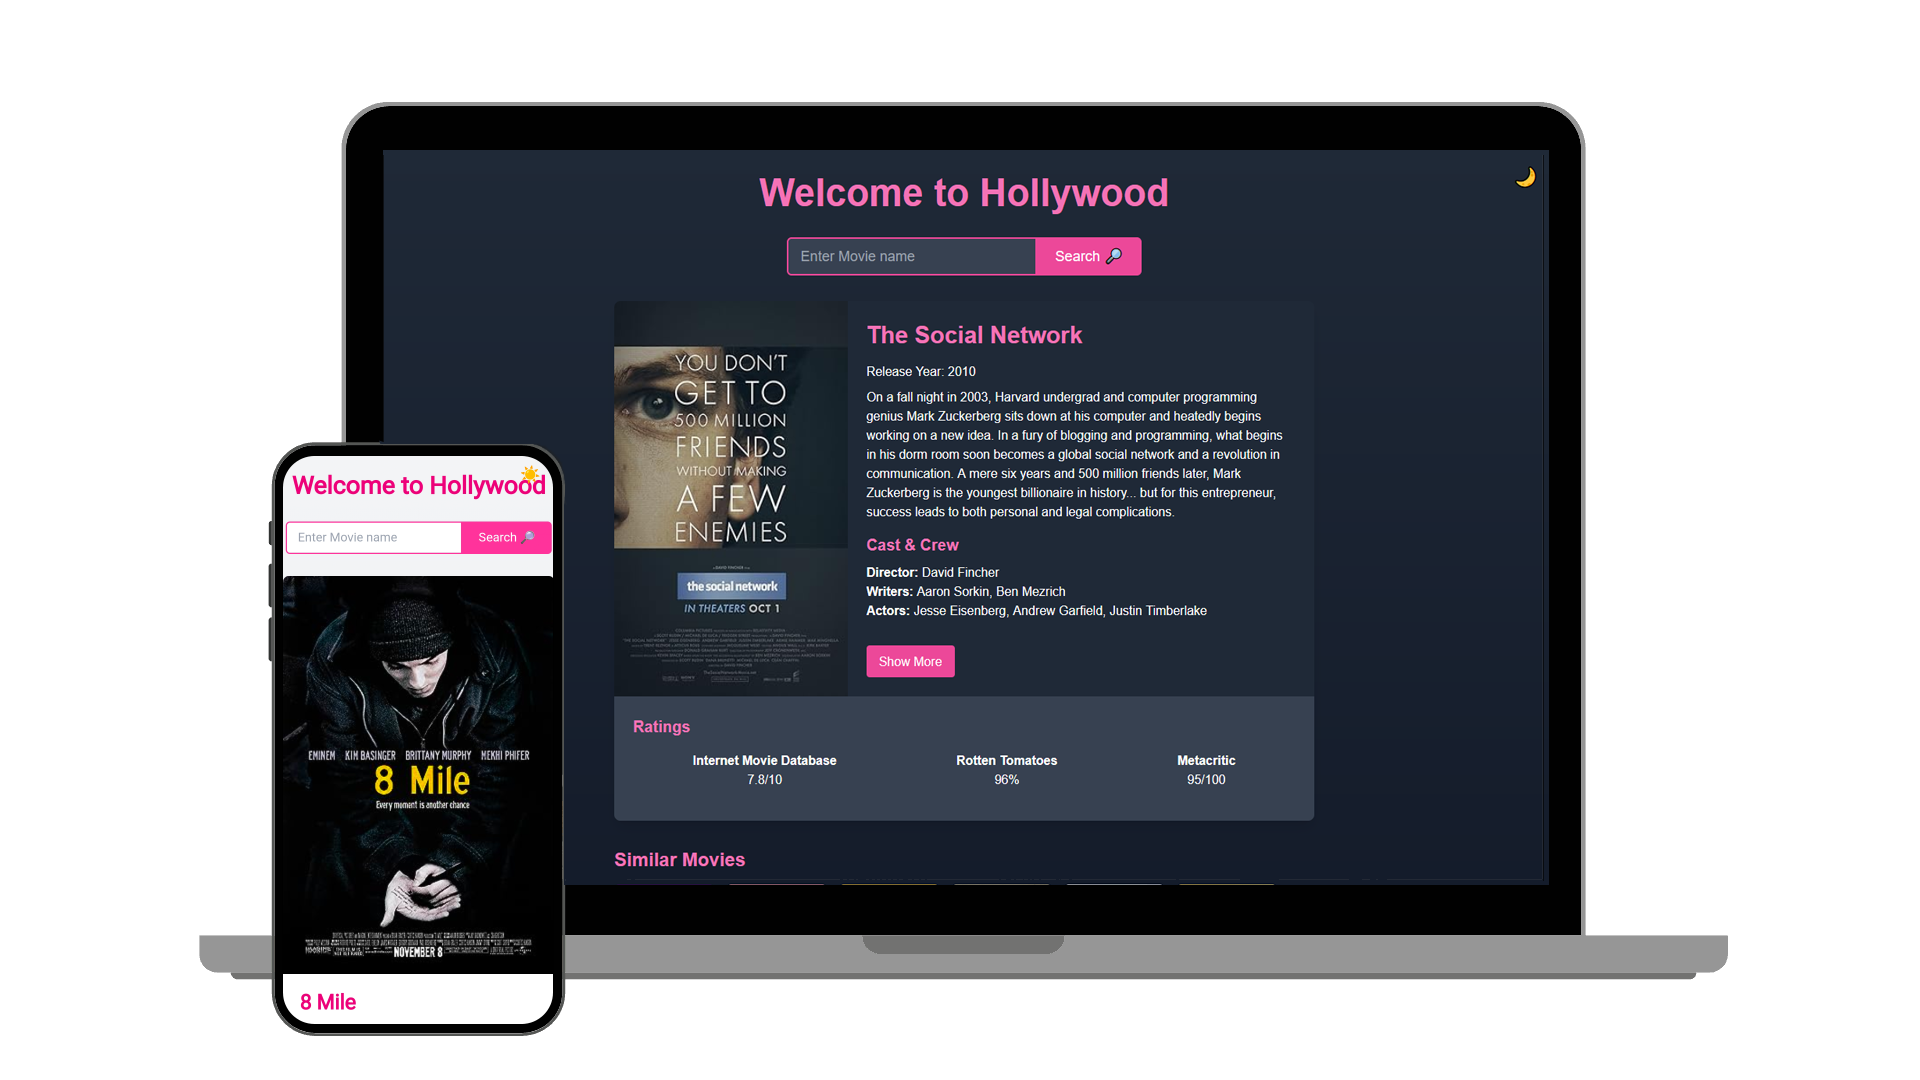 Welcome to Hollywood
Enter Movie name
Search
YOU DON'T
GET TO
500 MILLION
FRIENDS
WITHOUT MAKING
A FEW
ENEMIES
the social network
IN THEATERS OCT 1
The Social Network
Release Year: 2010
On a fall night in 2003, Harvard undergrad and computer programming
genius Mark Zuckerberg sits down at his computer and heatedly begins
working on a new idea. In a fury of blogging and programming, what begins
in his dorm room soon becomes a global social network and a revolution in
communication. A mere six years and 500 million friends later, Mark
Zuckerberg is the youngest billionaire in history... but for this entrepreneur,
success leads to both personal and legal complications.
Cast & Crew
Director: David Fincher
Writers: Aaron Sorkin, Ben Mezrich
Actors: Jesse Eisenberg, Andrew Garfield, Justin Timberlake
Show More
Ratings
Internet Movie Database
7.8/10
Rotten Tomatoes
96%
Metacritic
95/100
Similar Movies
Welcome to Hollywood
Enter Movie name
Search
EMINEM KIM BASINGER BRITTANY MURPHY MEKHI PHIFER
8 Mile
Every moment is another chance
NOVEMBER 8
8 Mile